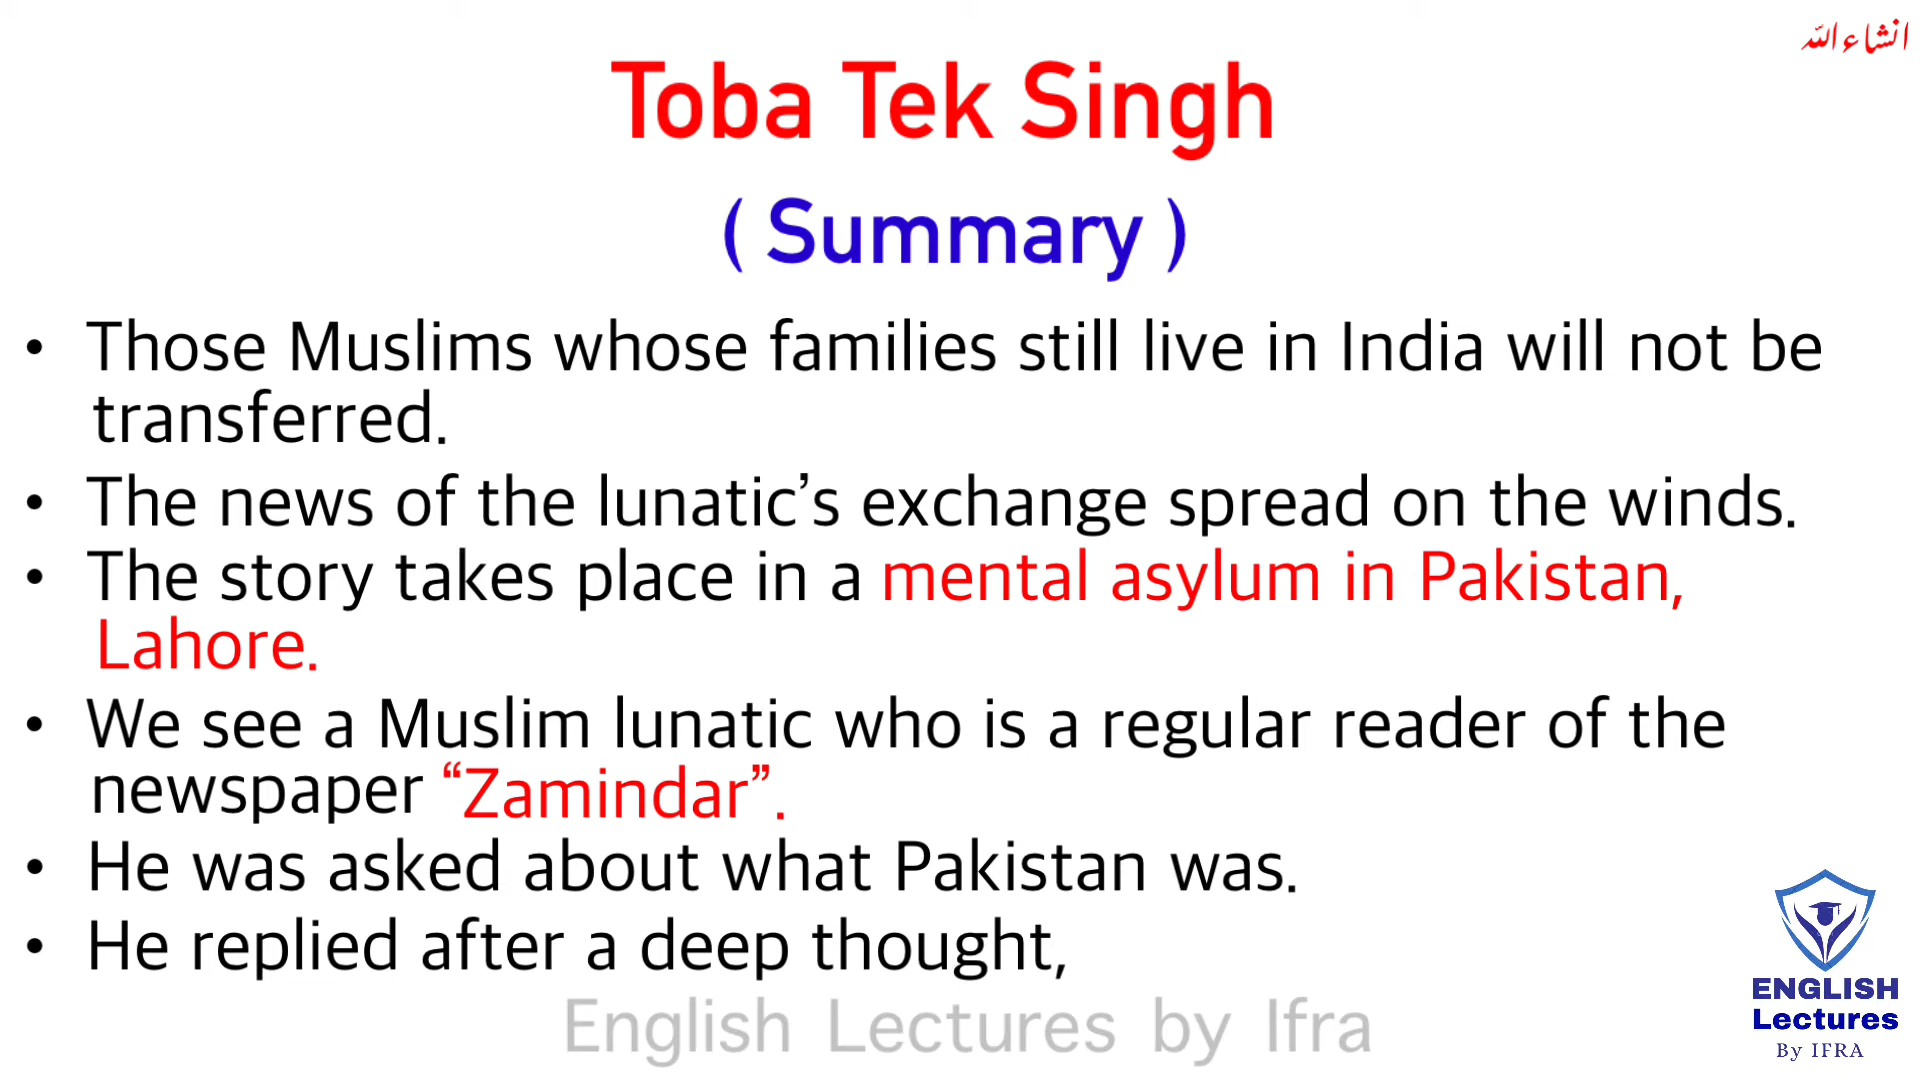 انشاءاللہ
Toba Tek Singh
( Summary )
• Those Muslims whose families still live in India will not be
transferred.
• The news of the lunatic’s exchange spread on the winds.
• The story takes place in a mental asylum in Pakistan,
Lahore.
• We see a Muslim lunatic who is a regular reader of the
newspaper “Zamindar”.
• He was asked about what Pakistan was.
• He replied after a deep thought,
English Lectures by Ifra
ENGLISH
Lectures
By IFRA